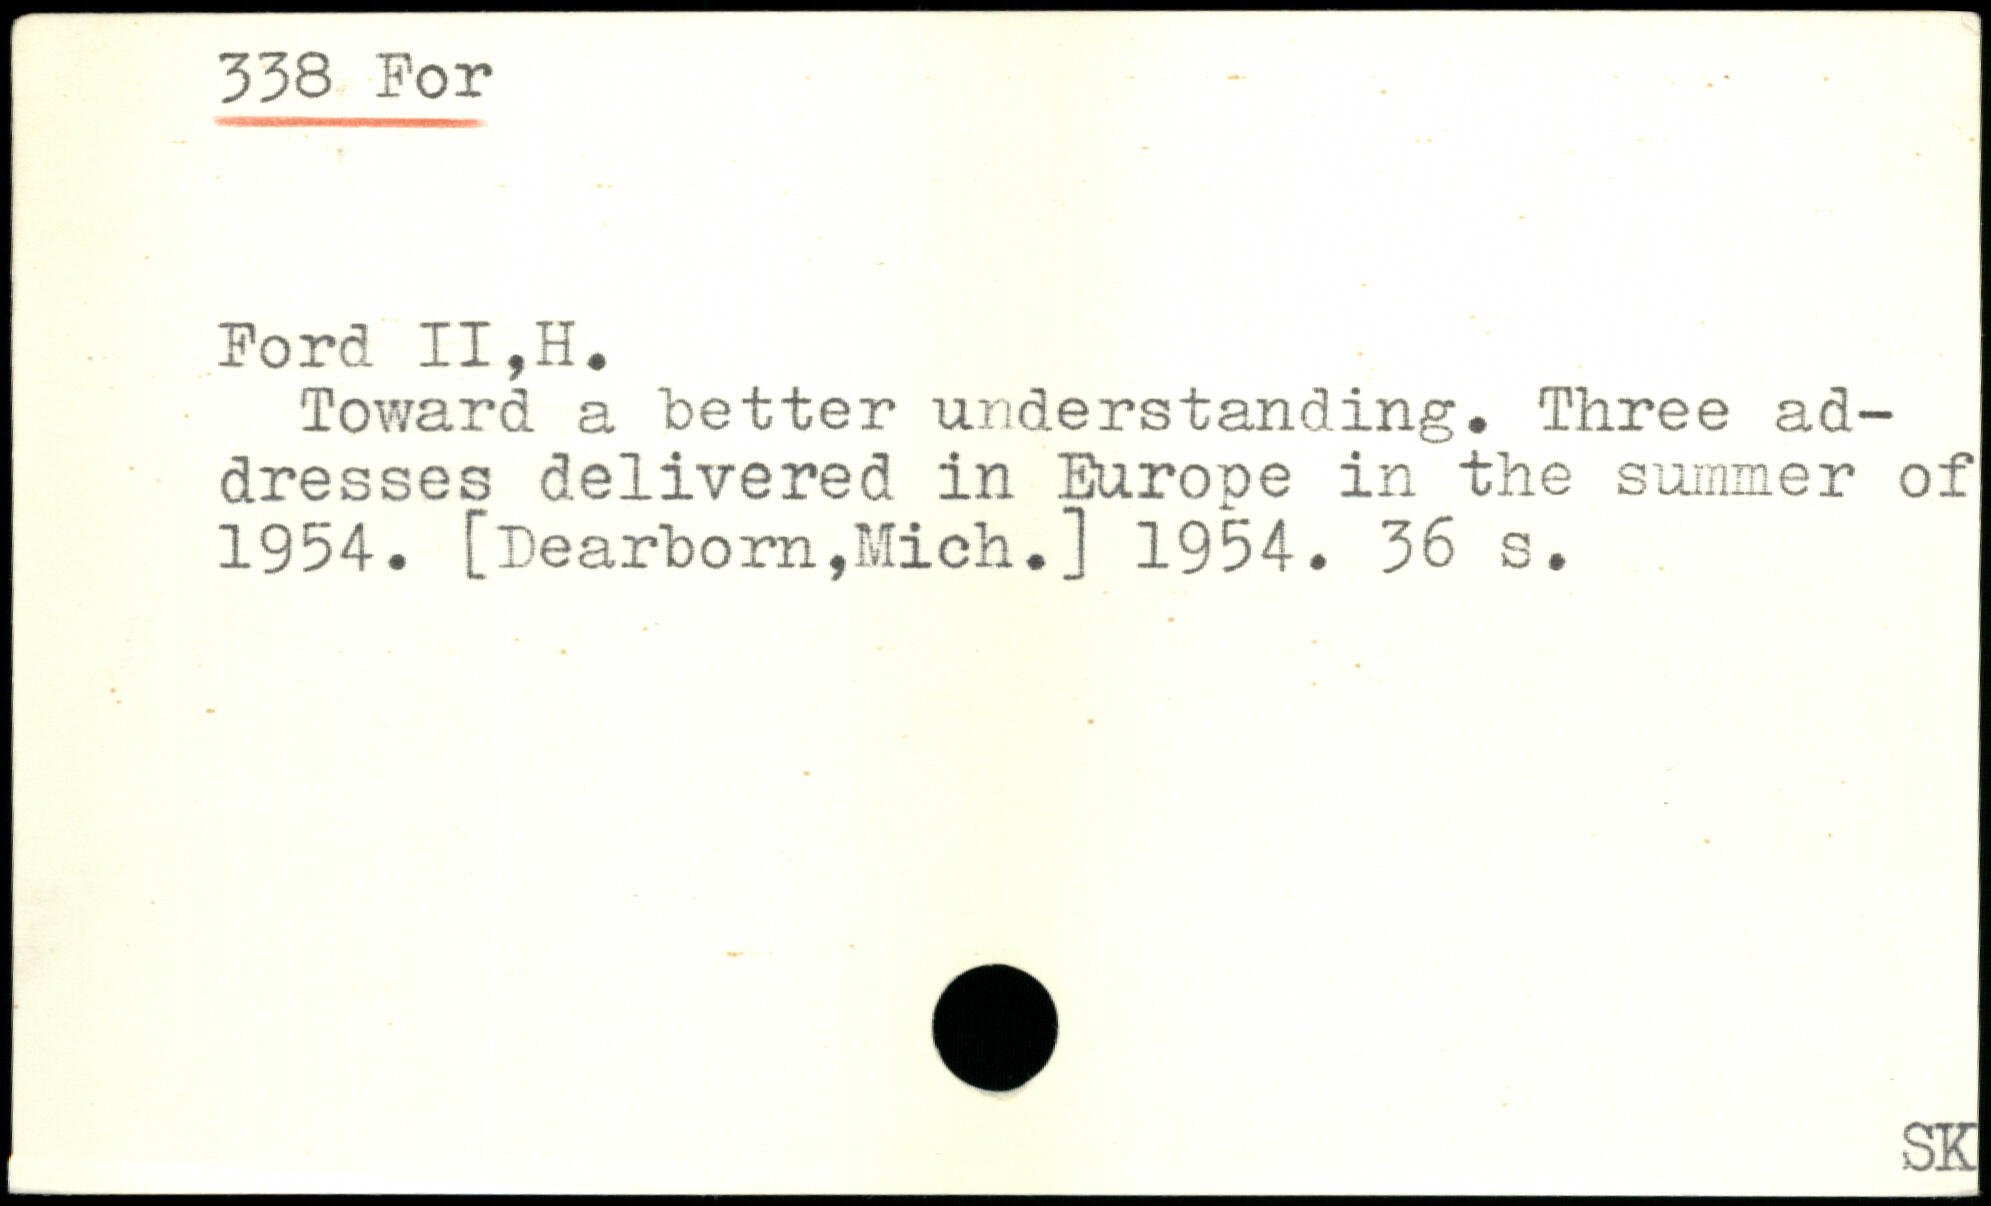 338 For
Ford II,H.
Toward a better understanding. Three ad-
dresses delivered in Europe in the summer of
1954. [Dearborn,Mich.] 1954. 36 s.
SK